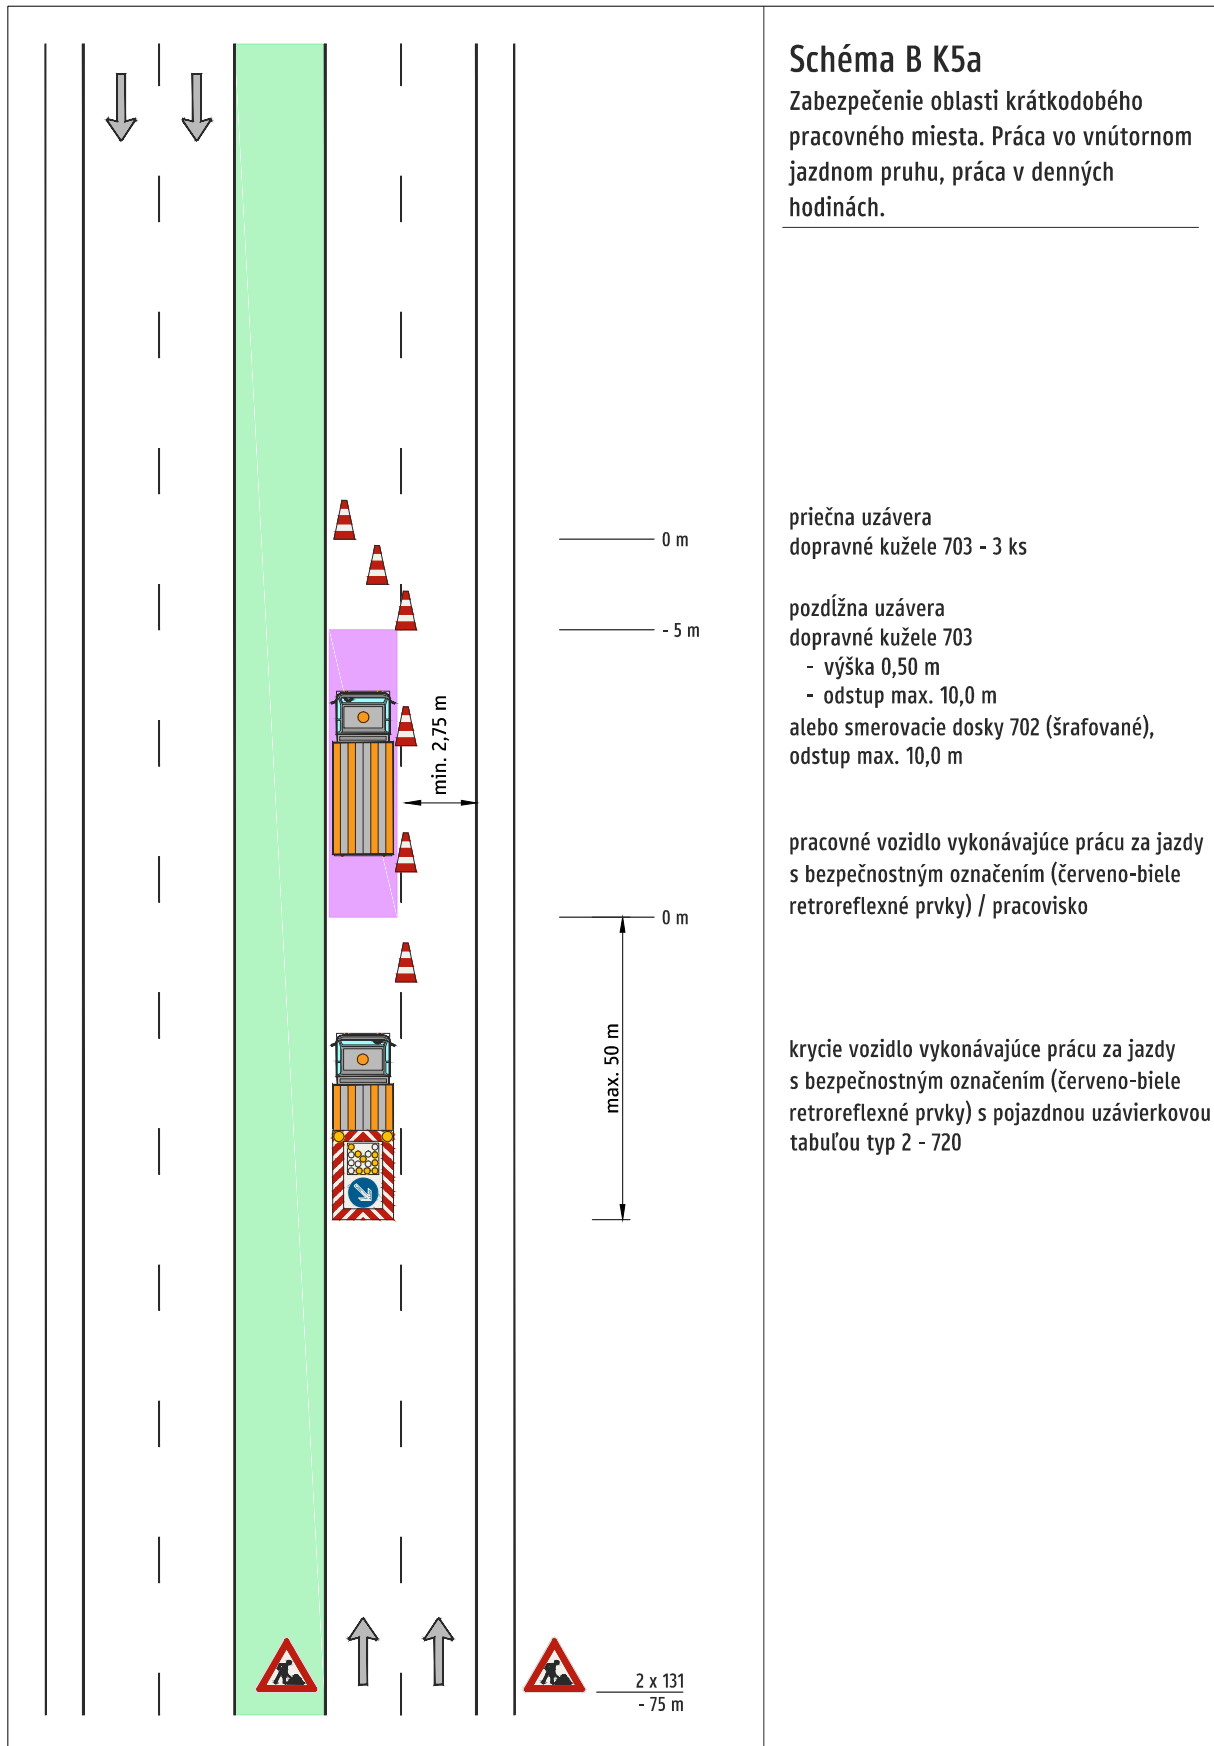 Schéma B K5a
Zabezpečenie oblasti krátkodobého
pracovného miesta. Práca vo vnútornom
jazdnom pruhu, práca v denných
hodinách.
0 m
priečna uzávera
dopravné kužele 703 - 3 ks
- 5 m
pozdĺžna uzávera
dopravné kužele 703
- výška 0,50 m
- odstup max. 10,0 m
alebo smerovacie dosky 702 (šrafované),
odstup max. 10,0 m
min. 2,75 m
pracovné vozidlo vykonávajúce prácu za jazdy
s bezpečnostným označením (červeno-biele
retroreflexné prvky) / pracovisko
0 m
max. 50 m
krycie vozidlo vykonávajúce prácu za jazdy
s bezpečnostným označením (červeno-biele
retroreflexné prvky) s pojazdnou uzávierkovou
tabuľou typ 2 - 720
2 x 131
- 75 m